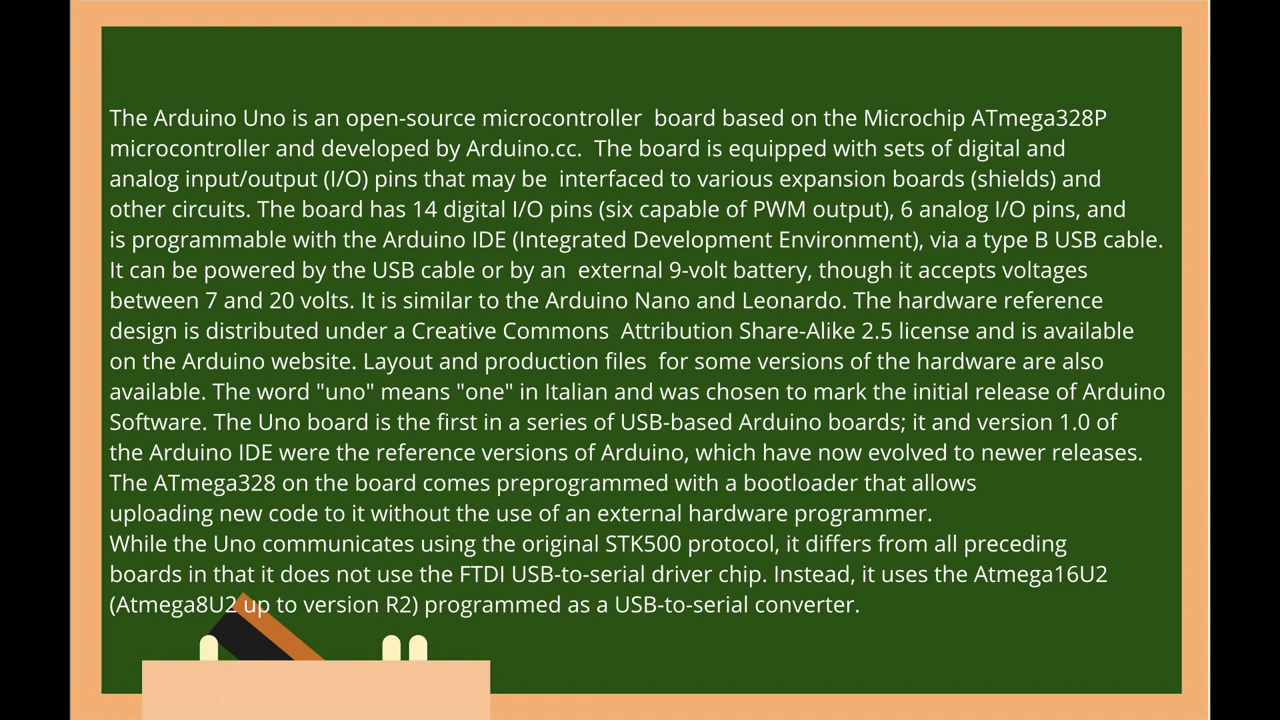 The Arduino Uno is an open-source microcontroller  board based on the Microchip ATmega328P
microcontroller and developed by Arduino.cc.  The board is equipped with sets of digital and
analog input/output (I/O) pins that may be  interfaced to various expansion boards (shields) and
other circuits. The board has 14 digital I/O pins (six capable of PWM output), 6 analog I/O pins, and
is programmable with the Arduino IDE (Integrated Development Environment), via a type B USB cable.
It can be powered by the USB cable or by an  external 9-volt battery, though it accepts voltages
between 7 and 20 volts. It is similar to the Arduino Nano and Leonardo. The hardware reference
design is distributed under a Creative Commons  Attribution Share-Alike 2.5 license and is available
on the Arduino website. Layout and production files  for some versions of the hardware are also
available. The word "uno" means "one" in Italian and was chosen to mark the initial release of Arduino
Software. The Uno board is the first in a series of USB-based Arduino boards; it and version 1.0 of
the Arduino IDE were the reference versions of Arduino, which have now evolved to newer releases.
The ATmega328 on the board comes preprogrammed with a bootloader that allows
uploading new code to it without the use of an external hardware programmer.
While the Uno communicates using the original STK500 protocol, it differs from all preceding
boards in that it does not use the FTDI USB-to-serial driver chip. Instead, it uses the Atmega16U2
(Atmega8U2 up to version R2) programmed as a USB-to-serial converter.